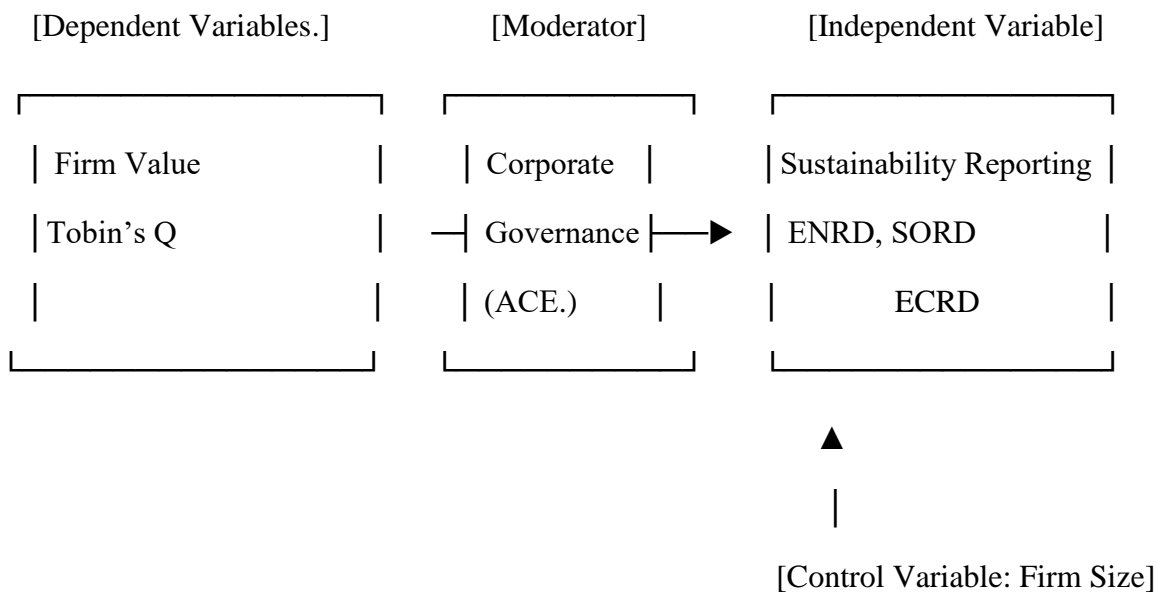 [Dependent Variables.] [Moderator] [Independent Variable]
Firm Value Corporate Sustainability Reporting
Tobin’s Q Governance ENRD, SORD
(ACE.) ECRD
[Control Variable: Firm Size]